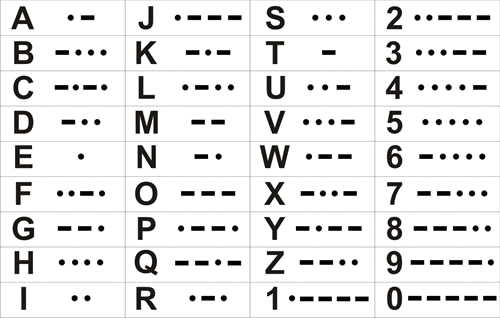 A •– J •––– S ••• 2 ••–––
B –••• K –•– T – 3 •••––
C –•–• L •–•• U ••– 4 ••••–
D –•• M –– V •••– 5 •••••
E • N –• W •–– 6 –••••
F ••–• O ––– X –••– 7 ––•••
G ––• P •––• Y –•–– 8 –––••
H •••• Q ––•– Z ––•• 9 ––––•
I •• R •–• 1 •–––– 0 –––––